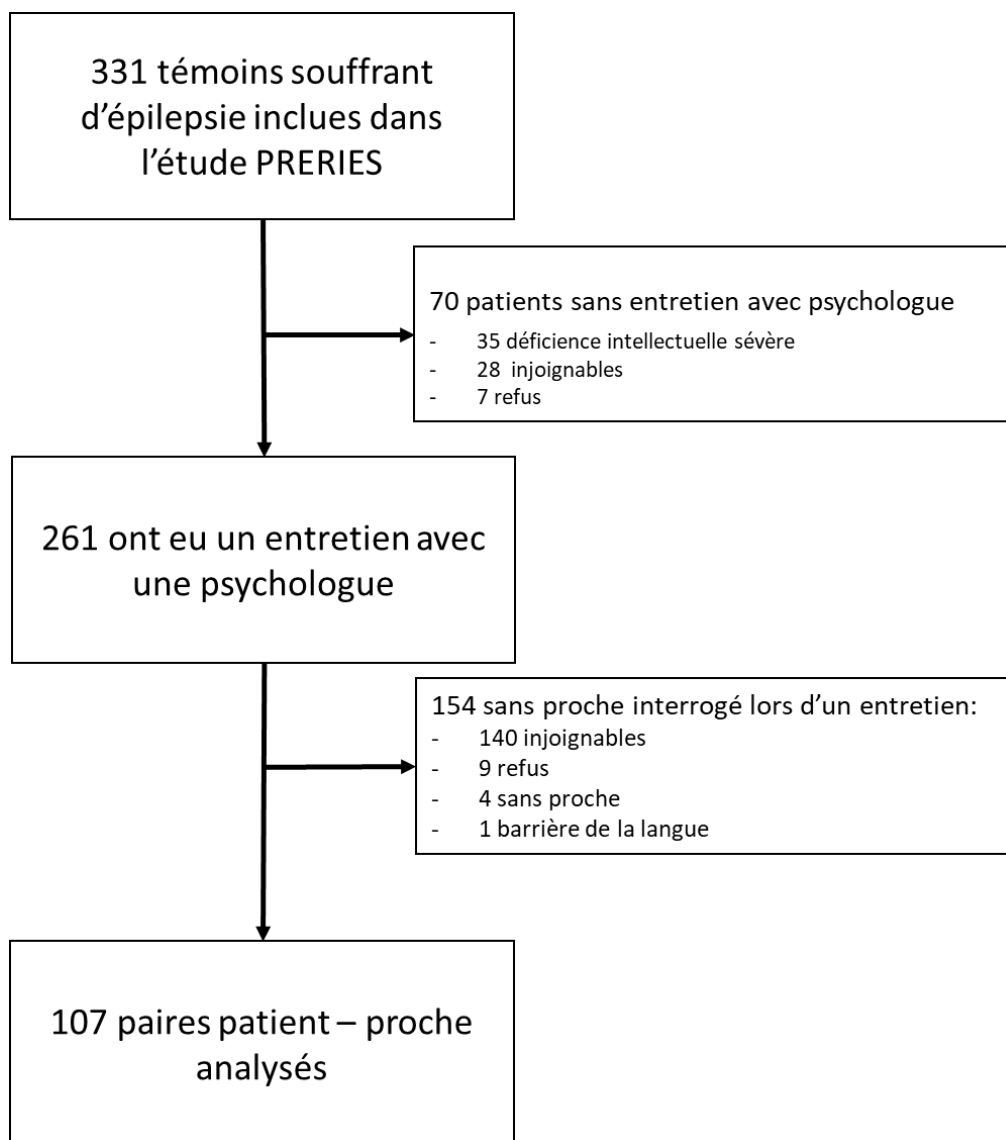 331 témoins souffrant
d’épilepsie inclues dans
l’étude PRERIES
70 patients sans entretien avec psychologue
- 35 déficience intellectuelle sévère
- 28 injoignables
- 7 refus
261 ont eu un entretien avec
une psychologue
154 sans proche interrogé lors d’un entretien:
- 140 injoignables
- 9 refus
- 4 sans proche
- 1 barrière de la langue
107 paires patient – proche
analysés